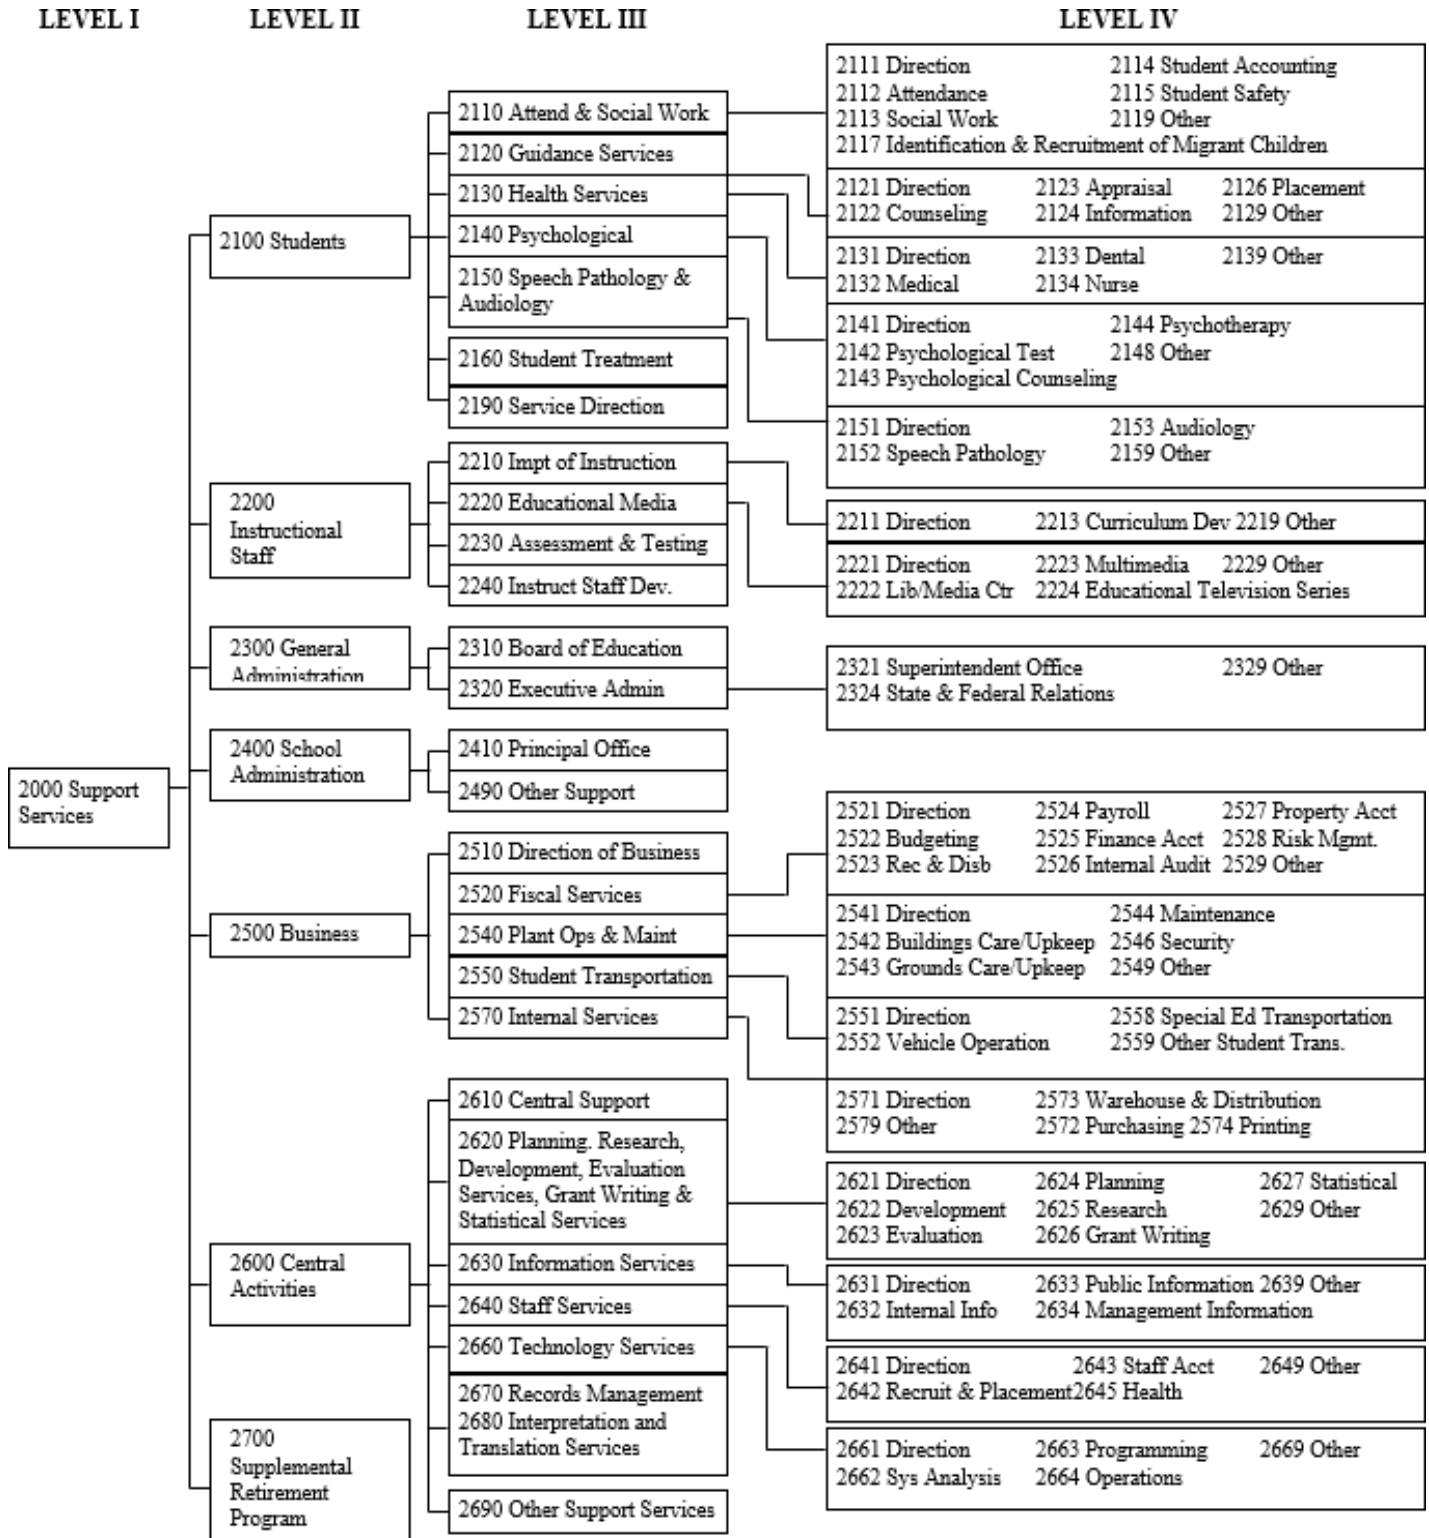 LEVEL I LEVEL II LEVEL III LEVEL IV
2000 Support
Services
2100 Students
2200
Instructional
Staff
2300 General
Administration
2400 School
Administration
2500 Business
2600 Central
Activities
2700
Supplemental
Retirement
Program
2110 Attend & Social Work
2120 Guidance Services
2130 Health Services
2140 Psychological
2150 Speech Pathology &
Audiology
2160 Student Treatment
2190 Service Direction
2210 Impt of Instruction
2220 Educational Media
2230 Assessment & Testing
2240 Instruct Staff Dev.
2310 Board of Education
2320 Executive Admin
2410 Principal Office
2490 Other Support
2510 Direction of Business
2520 Fiscal Services
2540 Plant Ops & Maint
2550 Student Transportation
2570 Internal Services
2610 Central Support
2620 Planning. Research,
Development, Evaluation
Services, Grant Writing &
Statistical Services
2630 Information Services
2640 Staff Services
2660 Technology Services
2670 Records Management
2680 Interpretation and
Translation Services
2690 Other Support Services
2111 Direction 2114 Student Accounting
2112 Attendance 2115 Student Safety
2113 Social Work 2119 Other
2117 Identification & Recruitment of Migrant Children
2121 Direction 2123 Appraisal 2126 Placement
2122 Counseling 2124 Information 2129 Other
2131 Direction 2133 Dental 2139 Other
2132 Medical 2134 Nurse
2141 Direction 2144 Psychotherapy
2142 Psychological Test 2148 Other
2143 Psychological Counseling
2151 Direction 2153 Audiology
2152 Speech Pathology 2159 Other
2211 Direction 2213 Curriculum Dev 2219 Other
2221 Direction 2223 Multimedia 2229 Other
2222 Lib/Media Ctr 2224 Educational Television Series
2321 Superintendent Office 2329 Other
2324 State & Federal Relations
2521 Direction 2524 Payroll 2527 Property Acct
2522 Budgeting 2525 Finance Acct 2528 Risk Mgmt.
2523 Rec & Disb 2526 Internal Audit 2529 Other
2541 Direction 2544 Maintenance
2542 Buildings Care/Upkeep 2546 Security
2543 Grounds Care/Upkeep 2549 Other
2551 Direction 2558 Special Ed Transportation
2552 Vehicle Operation 2559 Other Student Trans.
2571 Direction 2573 Warehouse & Distribution
2579 Other 2572 Purchasing 2574 Printing
2621 Direction 2624 Planning 2627 Statistical
2622 Development 2625 Research 2629 Other
2623 Evaluation 2626 Grant Writing
2631 Direction 2633 Public Information 2639 Other
2632 Internal Info 2634 Management Information
2641 Direction 2643 Staff Acct 2649 Other
2642 Recruit & Placement2645 Health
2661 Direction 2663 Programming 2669 Other
2662 Sys Analysis 2664 Operations